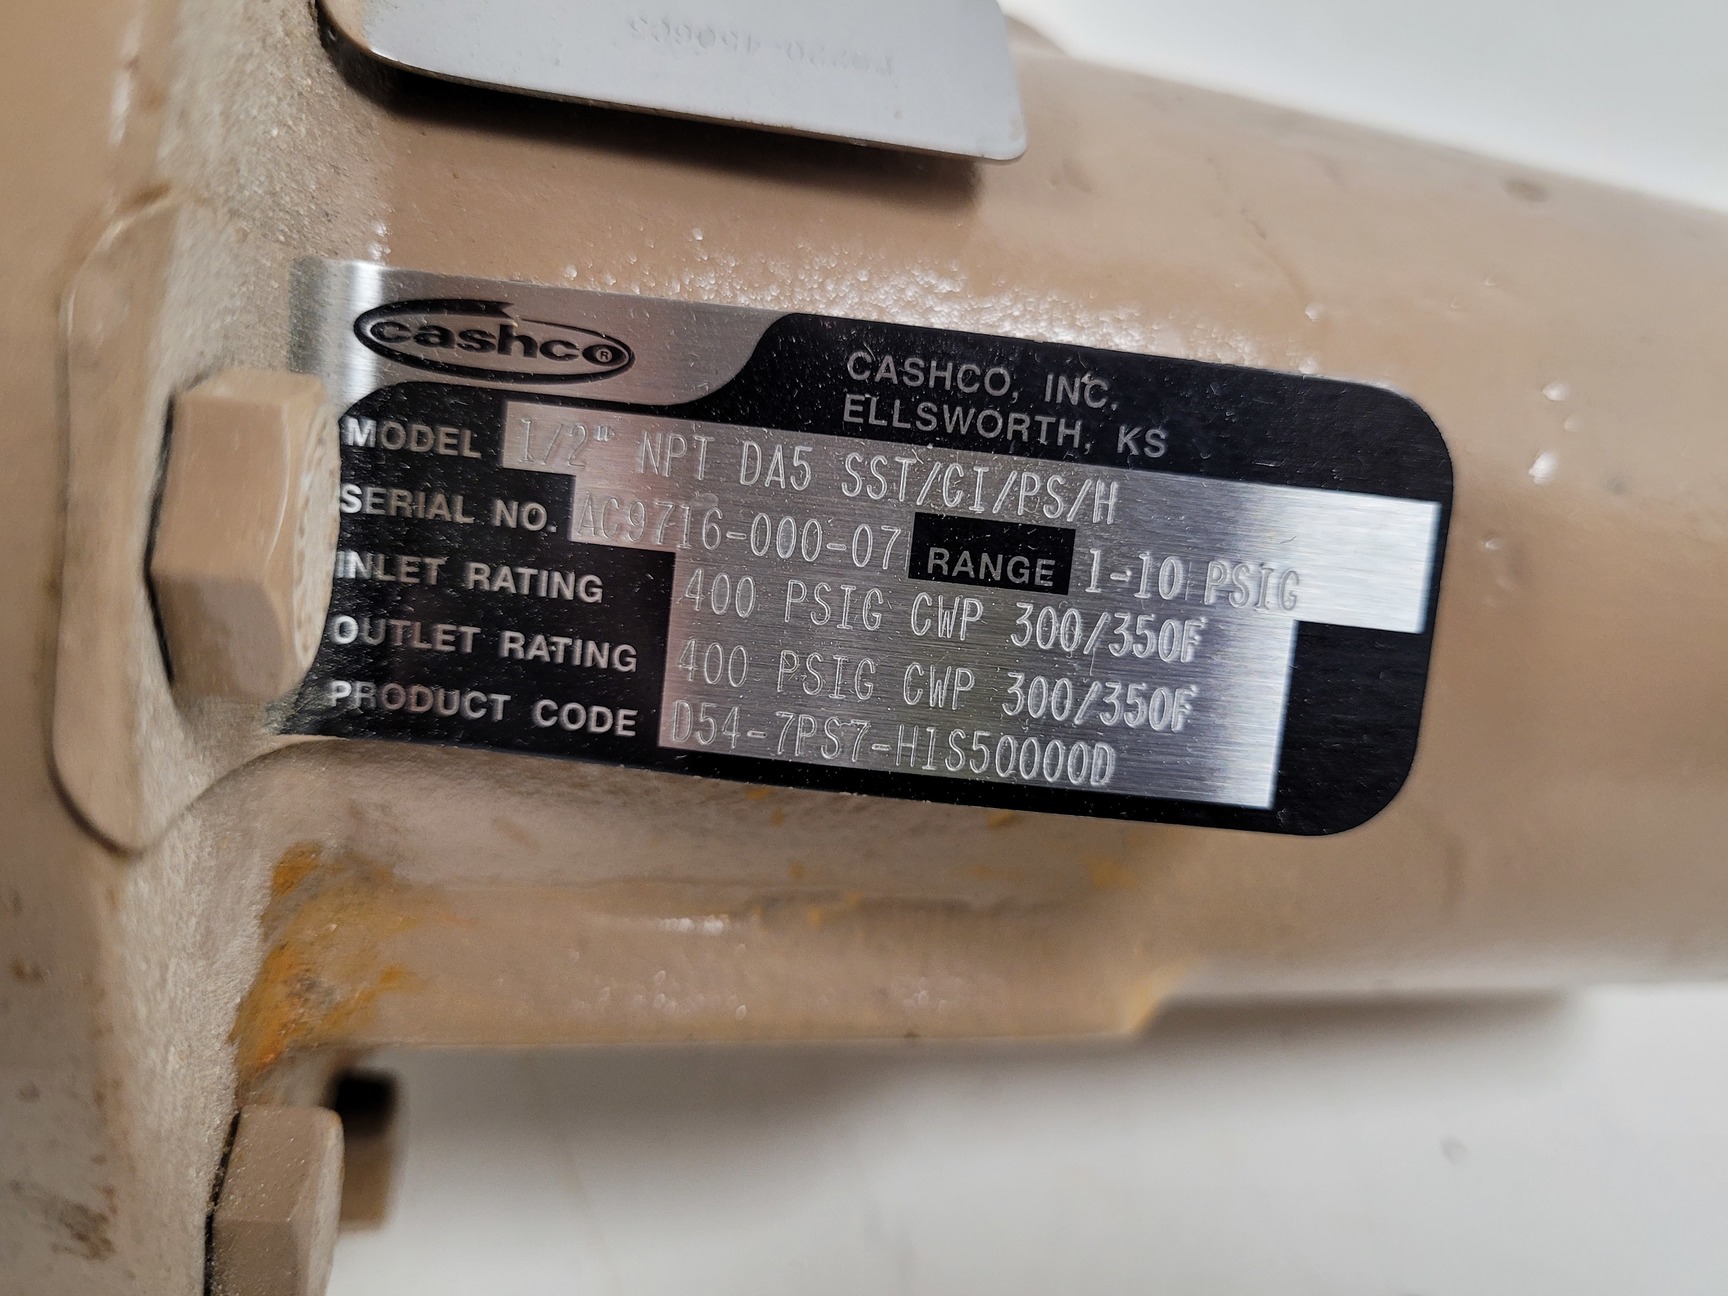 cashco®
CASHCO, INC.
ELLSWORTH, KS
MODEL 1/2" NPT DA5 SST/CI/PS/H
SERIAL NO. AC9716-000-07 RANGE 1-10 PSIG
INLET RATING 400 PSIG CWP 300/350F
OUTLET RATING 400 PSIG CWP 300/350F
PRODUCT CODE D54-7PS7-HIS50000D